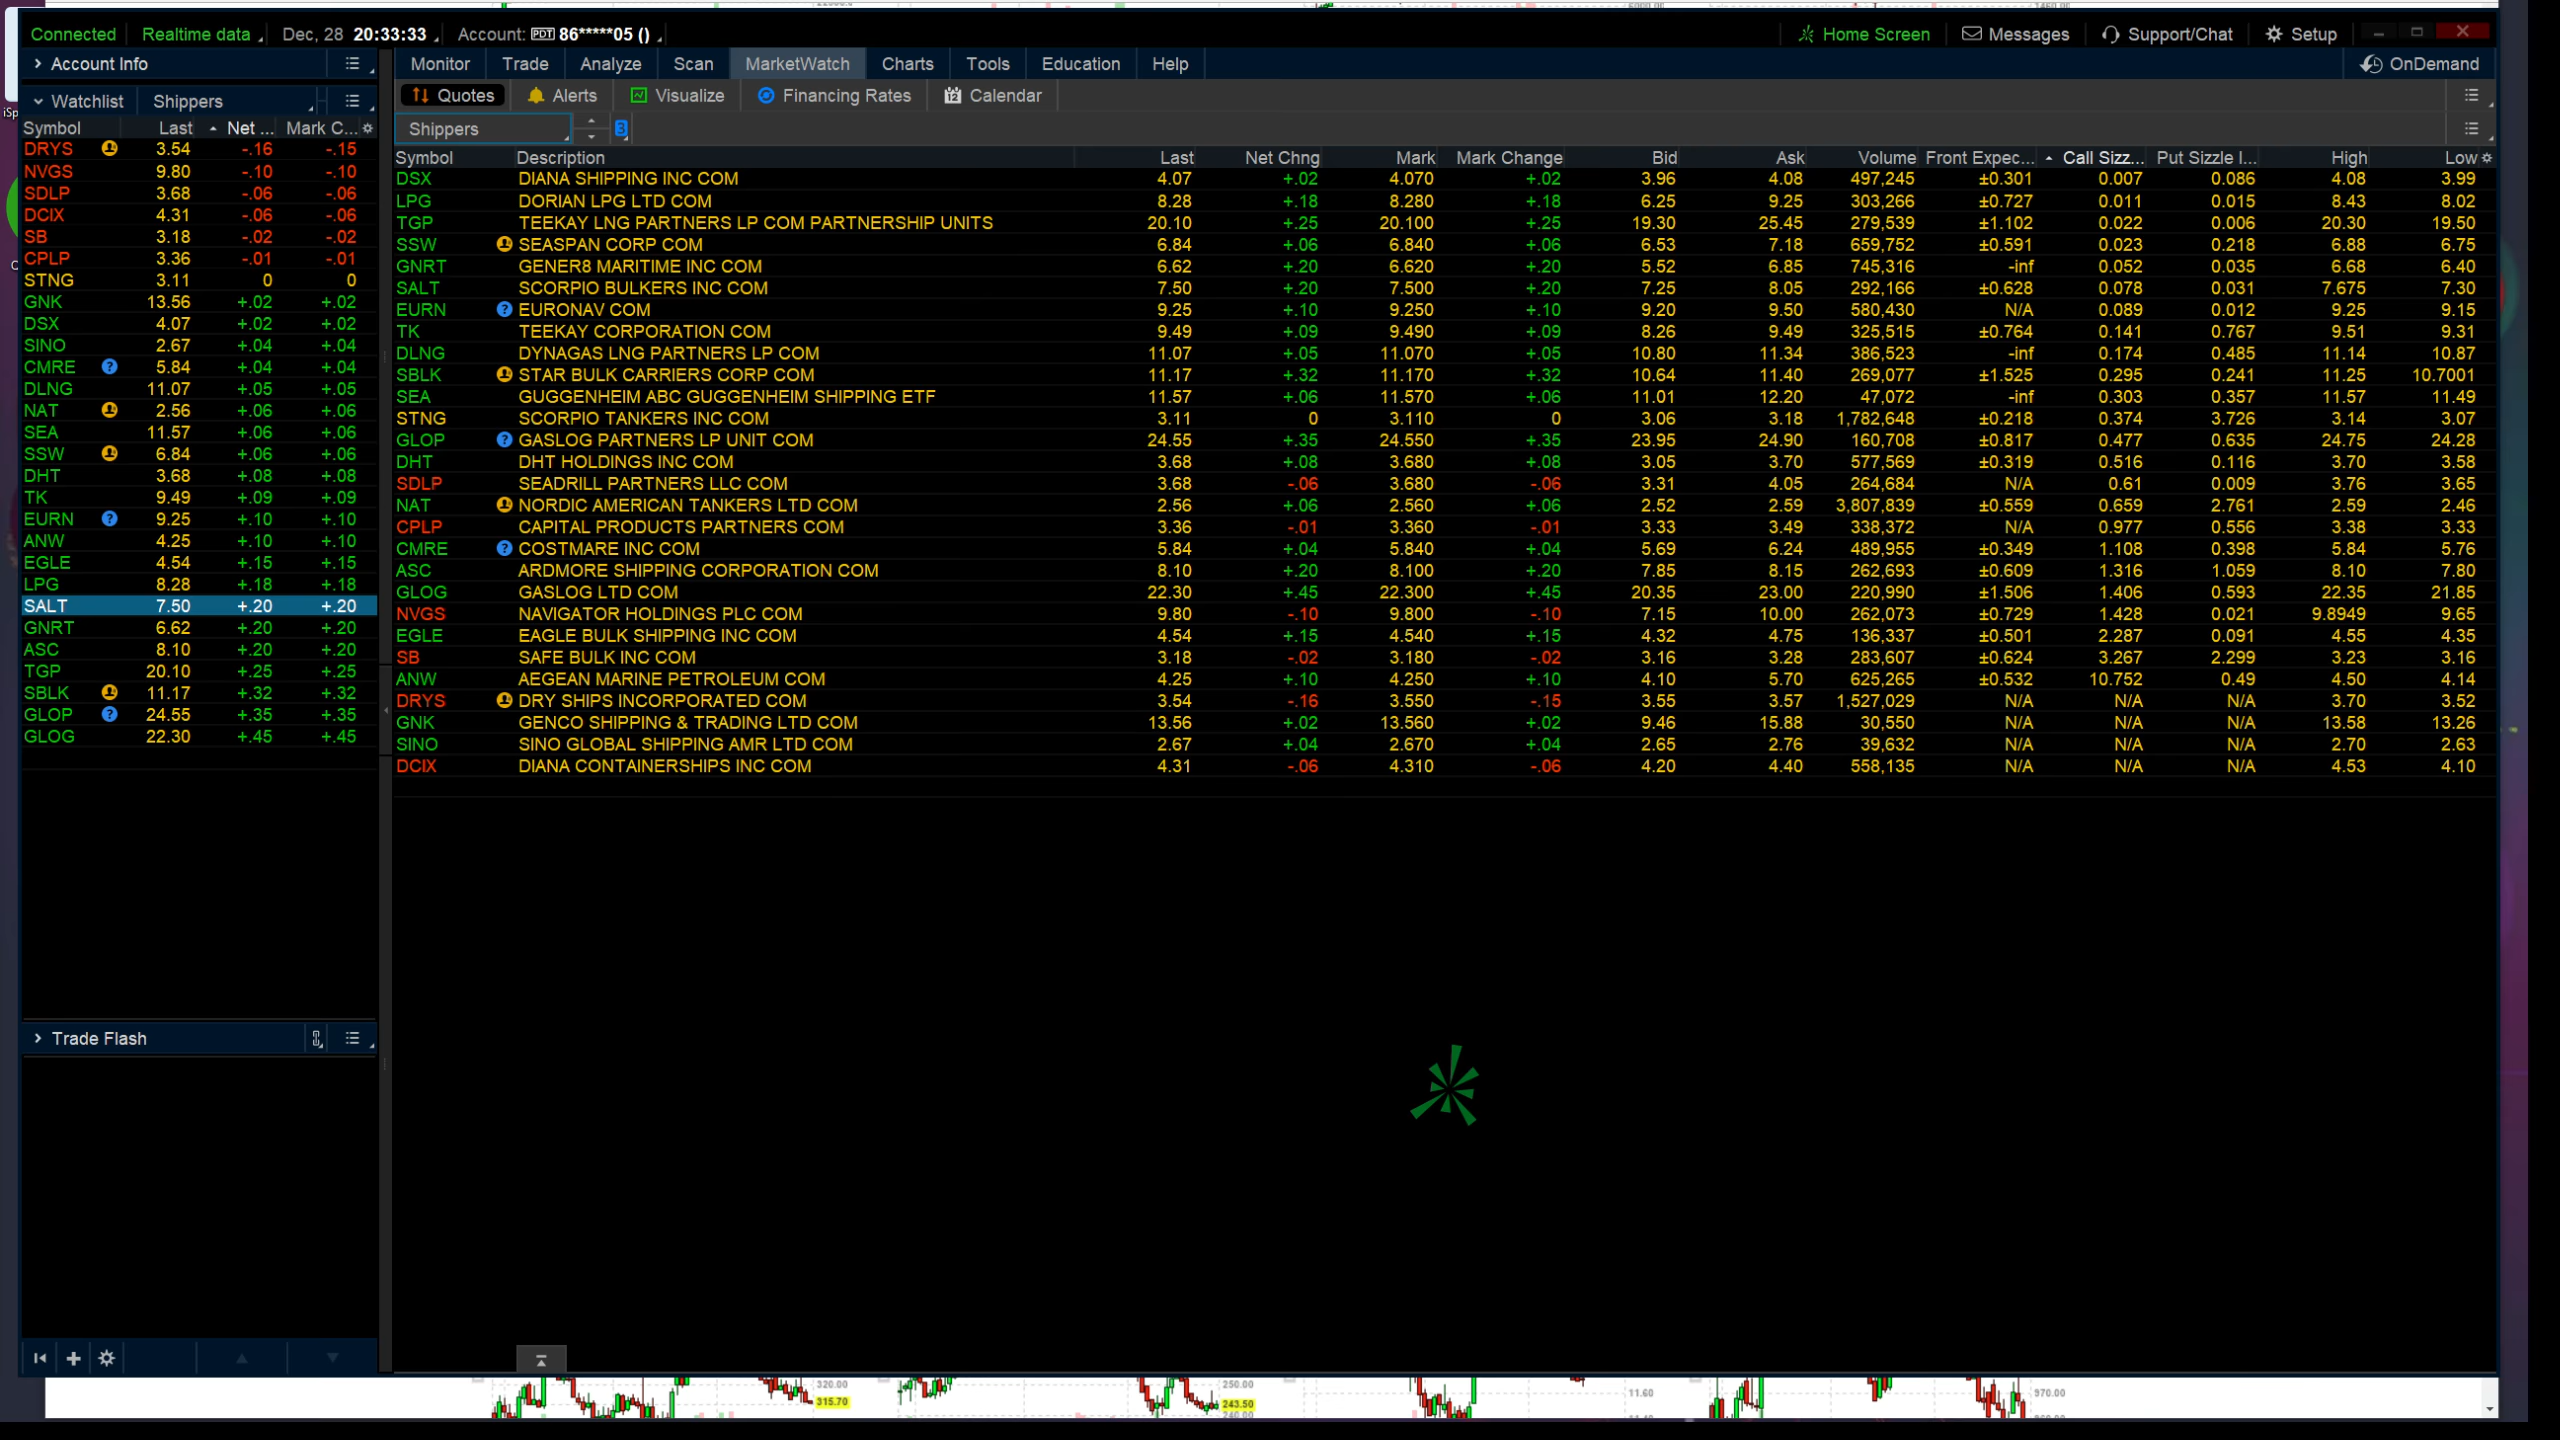 Connected Realtime data Dec, 28 20:33:33 Account: PDT 86*****05 () Home Screen Messages Support/Chat Setup
Account Info Monitor Trade Analyze Scan MarketWatch Charts Tools Education Help OnDemand
Quotes Alerts Visualize Financing Rates 12 Calendar
Watchlist Shippers
Symbol Last Net ... Mark C...
DRYS 3.54 -.16 -.15
NVGS 9.80 -.10 -.10
SDLP 3.68 -.06 -.06
DCIX 4.31 -.06 -.06
SB 3.18 -.02 -.02
CPLP 3.36 -.01 -.01
STNG 3.11 0 0
GNK 13.56 +.02 +.02
DSX 4.07 +.02 +.02
SINO 2.67 +.04 +.04
CMRE ? 5.84 +.04 +.04
DLNG 11.07 +.05 +.05
NAT 2.56 +.06 +.06
SEA 11.57 +.06 +.06
SSW 6.84 +.06 +.06
DHT 3.68 +.08 +.08
TK 9.49 +.09 +.09
EURN ? 9.25 +.10 +.10
ANW 4.25 +.10 +.10
EGLE 4.54 +.15 +.15
LPG 8.28 +.18 +.18
SALT 7.50 +.20 +.20
GNRT 6.62 +.20 +.20
ASC 8.10 +.20 +.20
TGP 20.10 +.25 +.25
SBLK 11.17 +.32 +.32
GLOP ? 24.55 +.35 +.35
GLOG 22.30 +.45 +.45
Trade Flash
Shippers 3
Symbol Description Last Net Chng Mark Mark Change Bid Ask Volume Front Expec... Call Sizz... Put Sizzle I... High Low
DSX DIANA SHIPPING INC COM 4.07 +.02 4.070 +.02 3.96 4.08 497,245 ±0.301 0.007 0.086 4.08 3.99
LPG DORIAN LPG LTD COM 8.28 +.18 8.280 +.18 6.25 9.25 303,266 ±0.727 0.011 0.015 8.43 8.02
TGP TEEKAY LNG PARTNERS LP COM PARTNERSHIP UNITS 20.10 +.25 20.100 +.25 19.30 25.45 279,539 ±1.102 0.022 0.006 20.30 19.50
SSW SEASPAN CORP COM 6.84 +.06 6.840 +.06 6.53 7.18 659,752 ±0.591 0.023 0.218 6.88 6.75
GNRT GENER8 MARITIME INC COM 6.62 +.20 6.620 +.20 5.52 6.85 745,316 -inf 0.052 0.035 6.68 6.40
SALT SCORPIO BULKERS INC COM 7.50 +.20 7.500 +.20 7.25 8.05 292,166 ±0.628 0.078 0.031 7.675 7.30
EURN ? EURONAV COM 9.25 +.10 9.250 +.10 9.20 9.50 580,430 N/A 0.089 0.012 9.25 9.15
TK TEEKAY CORPORATION COM 9.49 +.09 9.490 +.09 8.26 9.49 325,515 ±0.764 0.141 0.767 9.51 9.31
DLNG DYNAGAS LNG PARTNERS LP COM 11.07 +.05 11.070 +.05 10.80 11.34 386,523 -inf 0.174 0.485 11.14 10.87
SBLK STAR BULK CARRIERS CORP COM 11.17 +.32 11.170 +.32 10.64 11.40 269,077 ±1.525 0.295 0.241 11.25 10.7001
SEA GUGGENHEIM ABC GUGGENHEIM SHIPPING ETF 11.57 +.06 11.570 +.06 11.01 12.20 47,072 -inf 0.303 0.357 11.57 11.49
STNG SCORPIO TANKERS INC COM 3.11 0 3.110 0 3.06 3.18 1,782,648 ±0.218 0.374 3.726 3.14 3.07
GLOP ? GASLOG PARTNERS LP UNIT COM 24.55 +.35 24.550 +.35 23.95 24.90 160,708 ±0.817 0.477 0.635 24.75 24.28
DHT DHT HOLDINGS INC COM 3.68 +.08 3.680 +.08 3.05 3.70 577,569 ±0.319 0.516 0.116 3.70 3.58
SDLP SEADRILL PARTNERS LLC COM 3.68 -.06 3.680 -.06 3.31 4.05 264,684 N/A 0.61 0.009 3.76 3.65
NAT NORDIC AMERICAN TANKERS LTD COM 2.56 +.06 2.560 +.06 2.52 2.59 3,807,839 ±0.559 0.659 2.761 2.59 2.46
CPLP CAPITAL PRODUCTS PARTNERS COM 3.36 -.01 3.360 -.01 3.33 3.49 338,372 N/A 0.977 0.556 3.38 3.33
CMRE ? COSTMARE INC COM 5.84 +.04 5.840 +.04 5.69 6.24 489,955 ±0.349 1.108 0.398 5.84 5.76
ASC ARDMORE SHIPPING CORPORATION COM 8.10 +.20 8.100 +.20 7.85 8.15 262,693 ±0.609 1.316 1.059 8.10 7.80
GLOG GASLOG LTD COM 22.30 +.45 22.300 +.45 20.35 23.00 220,990 ±1.506 1.406 0.593 22.35 21.85
NVGS NAVIGATOR HOLDINGS PLC COM 9.80 -.10 9.800 -.10 7.15 10.00 262,073 ±0.729 1.428 0.021 9.8949 9.65
EGLE EAGLE BULK SHIPPING INC COM 4.54 +.15 4.540 +.15 4.32 4.75 136,337 ±0.501 2.287 0.091 4.55 4.35
SB SAFE BULK INC COM 3.18 -.02 3.180 -.02 3.16 3.28 283,607 ±0.624 3.267 2.299 3.23 3.16
ANW AEGEAN MARINE PETROLEUM COM 4.25 +.10 4.250 +.10 4.10 5.70 625,265 ±0.532 10.752 0.49 4.50 4.14
DRYS DRY SHIPS INCORPORATED COM 3.54 -.16 3.550 -.15 3.55 3.57 1,527,029 N/A N/A N/A 3.70 3.52
GNK GENCO SHIPPING & TRADING LTD COM 13.56 +.02 13.560 +.02 9.46 15.88 30,550 N/A N/A N/A 13.58 13.26
SINO SINO GLOBAL SHIPPING AMR LTD COM 2.67 +.04 2.670 +.04 2.65 2.76 39,632 N/A N/A N/A 2.70 2.63
DCIX DIANA CONTAINERSHIPS INC COM 4.31 -.06 4.310 -.06 4.20 4.40 558,135 N/A N/A N/A 4.53 4.10
320.00 250.00 11.60 970.00
315.70 243.50